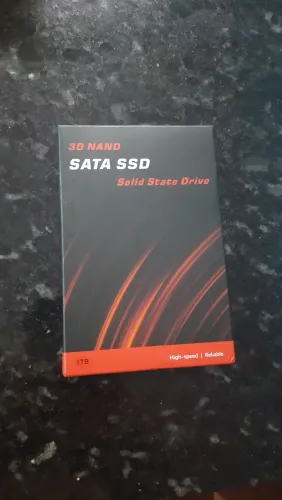 3D NAND
SATA SSD
Solid State Drive
1TB
High-speed | Reliable